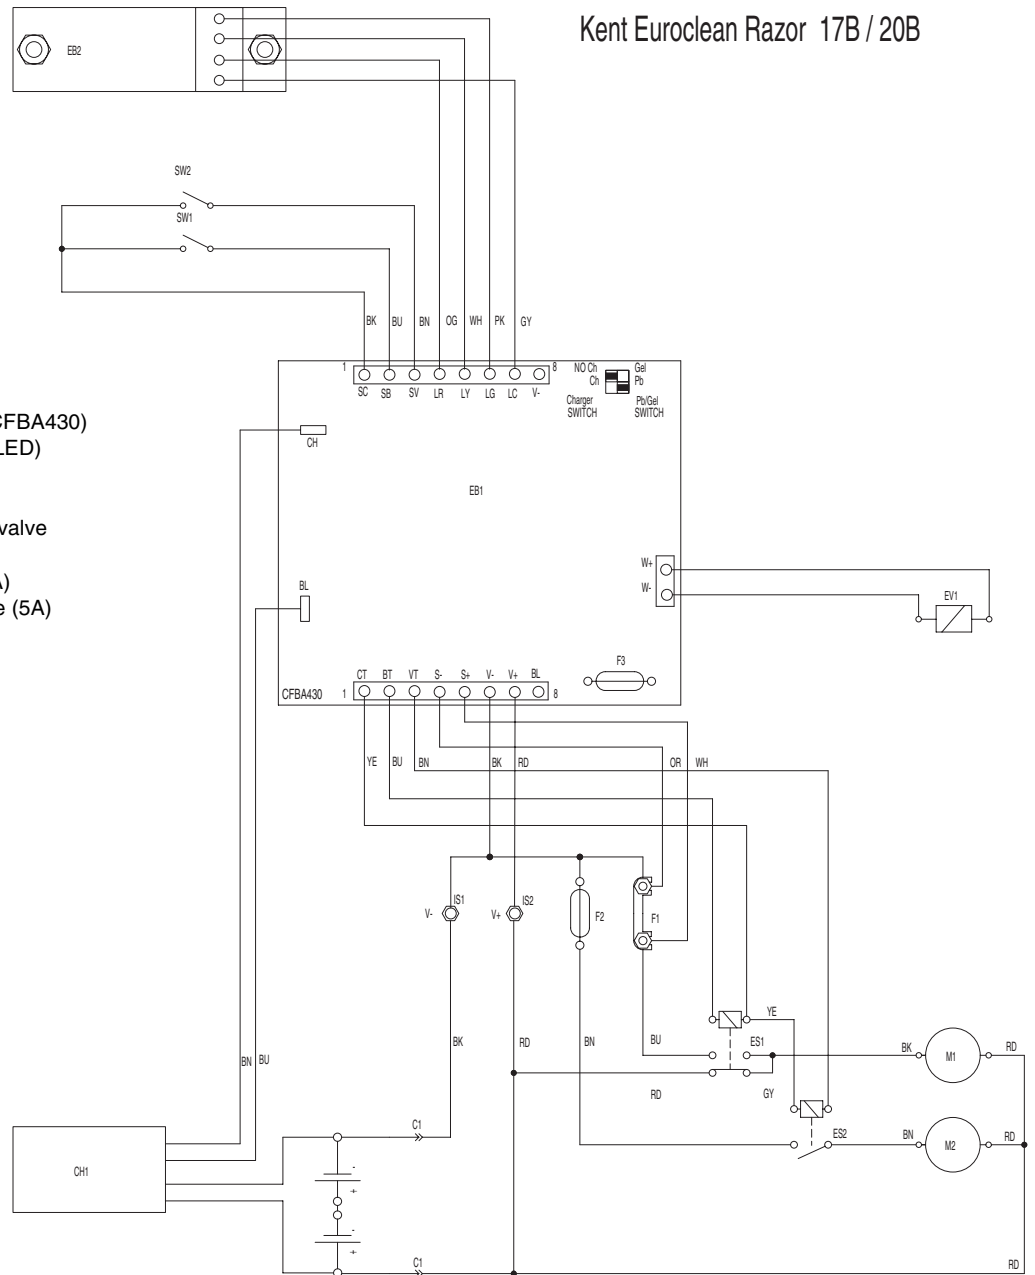 Kent Euroclean Razor 17B / 20B
EB2
SW2
SW1
BK BU BN OG WH PK GY
1 8
SC SB SV LR LY LG LC V-
NO Ch Gel
Ch Pb
Charger Pb/Gel
SWITCH SWITCH
CFBA430)
LED)
CH
EB1
valve
A)
e (5A)
BL
W+
W-
EV1
F3
CT BT VT S- S+ V- V+ BL
CFBA430 1 8
YE BU BN BK RD OR WH
IS1 IS2
V- V+ F2 F1
YE
BK RD BN BU ES1 BK M1 RD
BN BU
RD GY
C1
ES2 BN M2 RD
CH1
-
+
-
+
C1
RD